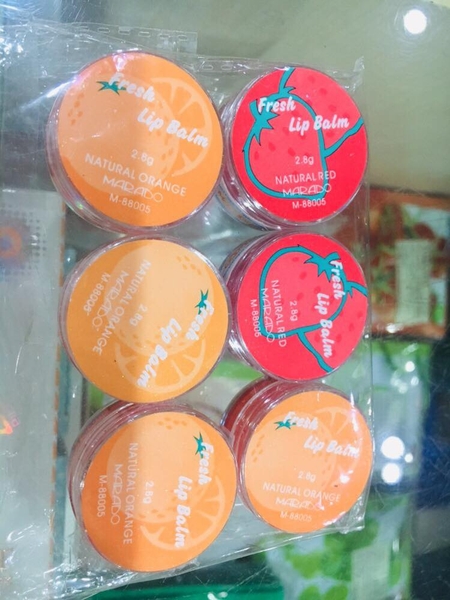 Fresh
Lip Balm
2.8g
NATURAL ORANGE
MARADO
M-88005
Fresh
Lip Balm
2.8g
NATURAL RED
MARADO
M-88005
Fresh
Lip Balm
2.8g
NATURAL ORANGE
MARADO
M-88005
Fresh
Lip Balm
2.8g
NATURAL RED
MARADO
M-88005
Fresh
Lip Balm
2.8g
NATURAL ORANGE
MARADO
M-88005
Fresh
Lip Balm
2.8g
NATURAL ORANGE
MARADO
M-88005